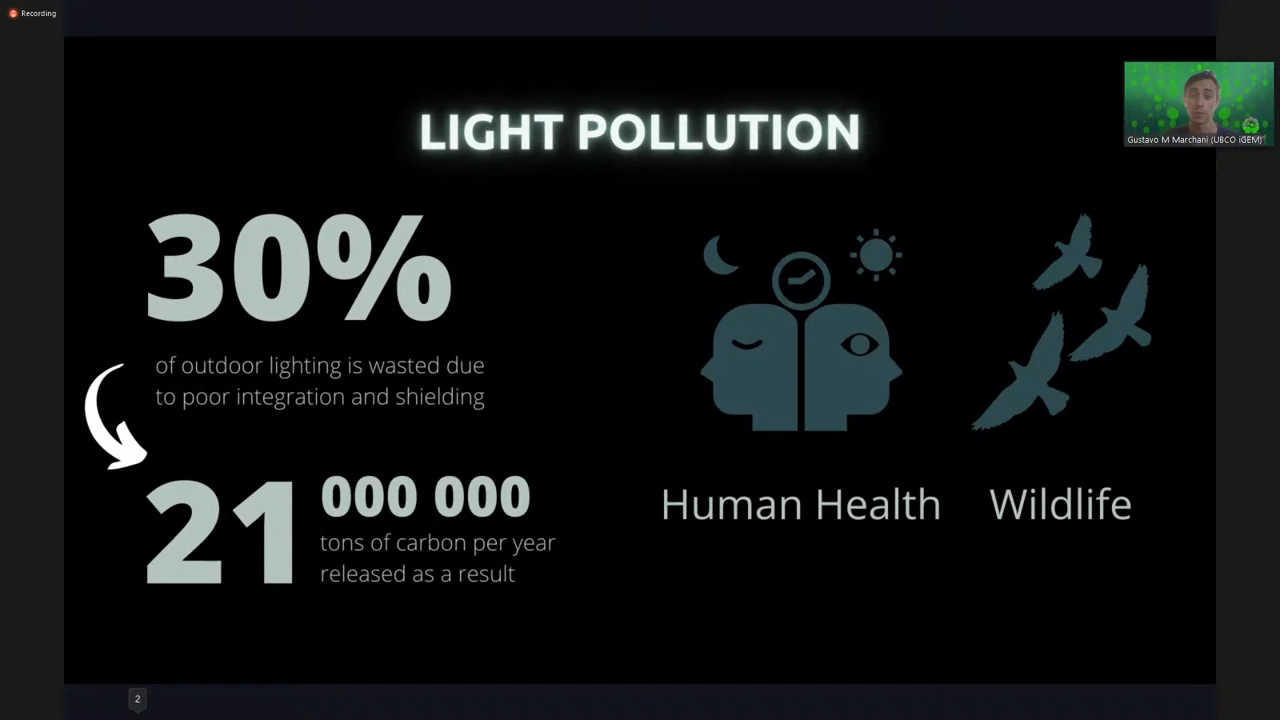 Recording
LIGHT POLLUTION
Gustavo M Marchani (UBCO iGEM)
30%
of outdoor lighting is wasted due
to poor integration and shielding
21 000 000
tons of carbon per year
released as a result
Human Health
Wildlife
2